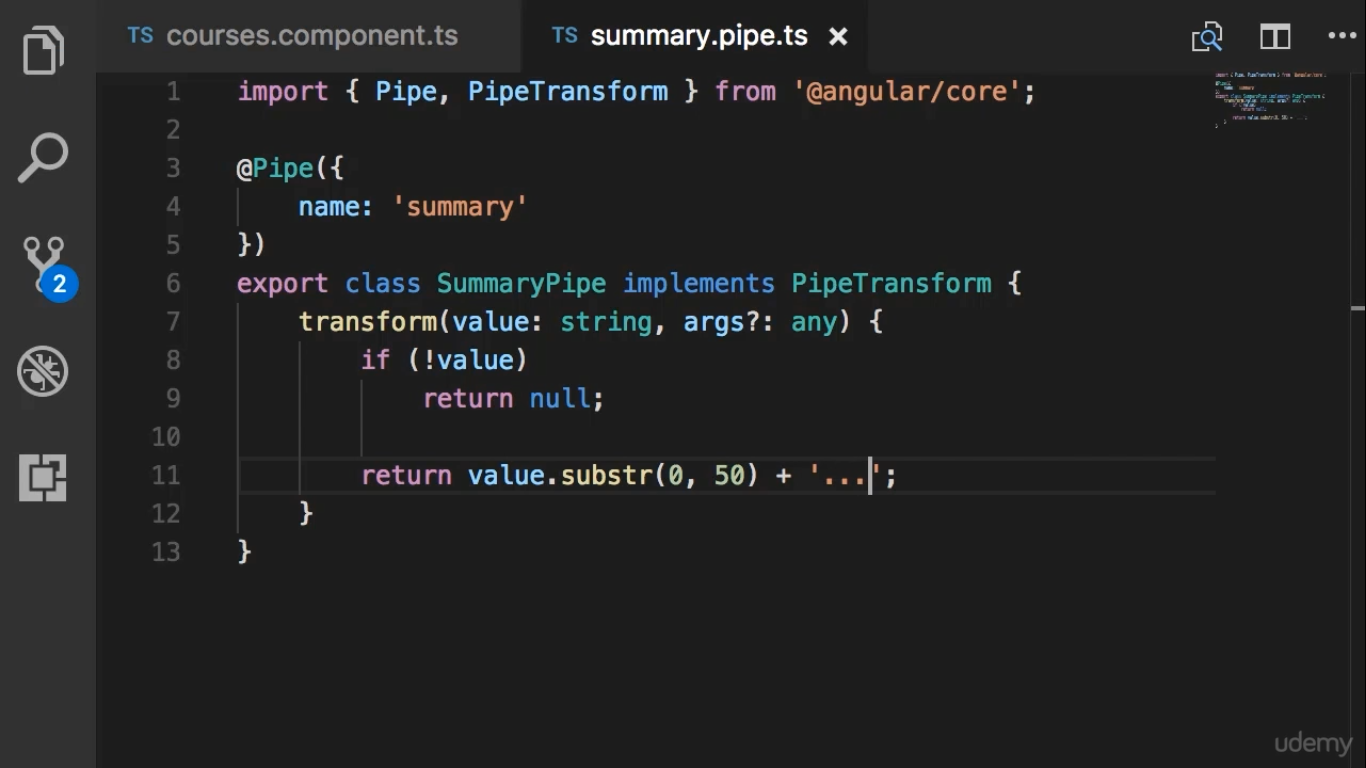 TS courses.component.ts TS summary.pipe.ts ×
1 import { Pipe, PipeTransform } from '@angular/core';
2
3 @Pipe({
4     name: 'summary'
5 })
6 export class SummaryPipe implements PipeTransform {
7     transform(value: string, args?: any) {
8         if (!value)
9             return null;
10
11         return value.substr(0, 50) + '...';
12     }
13 }
2
udemy